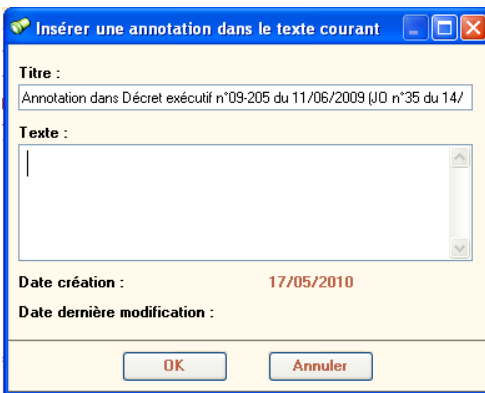 Insérer une annotation dans le texte courant
Titre :
Annotation dans Décret exécutif n°09-205 du 11/06/2009 (JO n°35 du 14/
Texte :
Date création : 17/05/2010
Date dernière modification :
OK Annuler